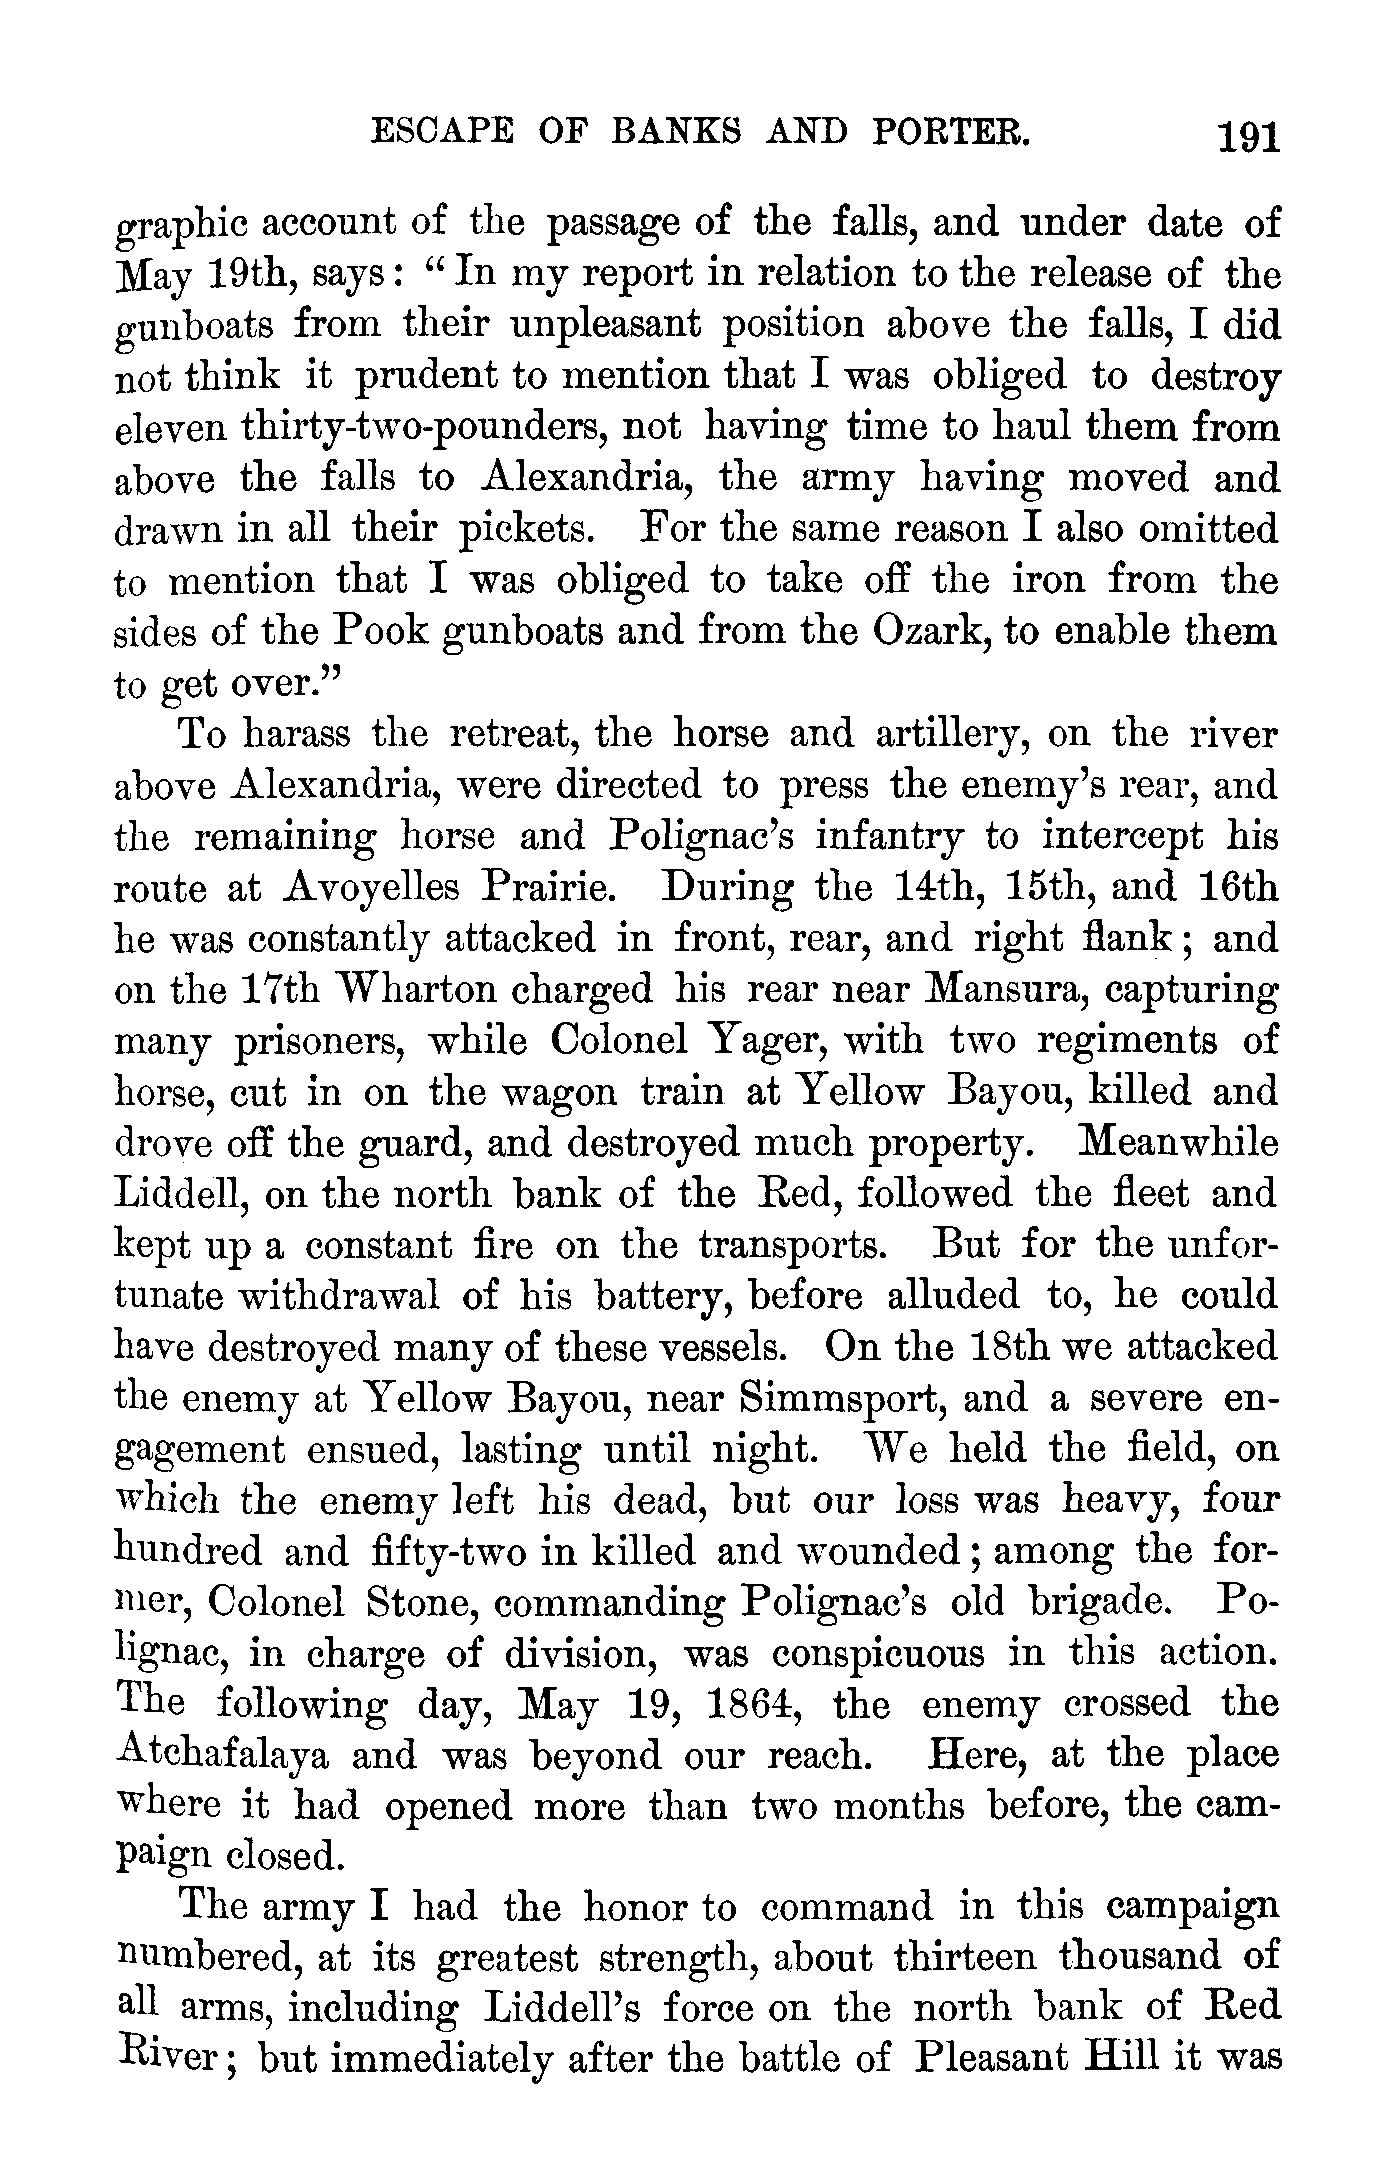 ESCAPE OF BANKS AND PORTER. 191
graphic account of the passage of the falls, and under date of
May 19th, says: “In my report in relation to the release of the
gunboats from their unpleasant position above the falls, I did
not think it prudent to mention that I was obliged to destroy
eleven thirty-two-pounders, not having time to haul them from
above the falls to Alexandria, the army having moved and
drawn in all their pickets. For the same reason I also omitted
to mention that I was obliged to take off the iron from the
sides of the Pook gunboats and from the Ozark, to enable them
to get over.”
To harass the retreat, the horse and artillery, on the river
above Alexandria, were directed to press the enemy’s rear, and
the remaining horse and Polignac’s infantry to intercept his
route at Avoyelles Prairie. During the 14th, 15th, and 16th
he was constantly attacked in front, rear, and right flank; and
on the 17th Wharton charged his rear near Mansura, capturing
many prisoners, while Colonel Yager, with two regiments of
horse, cut in on the wagon train at Yellow Bayou, killed and
drove off the guard, and destroyed much property. Meanwhile
Liddell, on the north bank of the Red, followed the fleet and
kept up a constant fire on the transports. But for the unfor-
tunate withdrawal of his battery, before alluded to, he could
have destroyed many of these vessels. On the 18th we attacked
the enemy at Yellow Bayou, near Simmsport, and a severe en-
gagement ensued, lasting until night. We held the field, on
which the enemy left his dead, but our loss was heavy, four
hundred and fifty-two in killed and wounded; among the for-
mer, Colonel Stone, commanding Polignac’s old brigade. Po-
lignac, in charge of division, was conspicuous in this action.
The following day, May 19, 1864, the enemy crossed the
Atchafalaya and was beyond our reach. Here, at the place
where it had opened more than two months before, the cam-
paign closed.
The army I had the honor to command in this campaign
numbered, at its greatest strength, about thirteen thousand of
all arms, including Liddell’s force on the north bank of Red
River; but immediately after the battle of Pleasant Hill it was